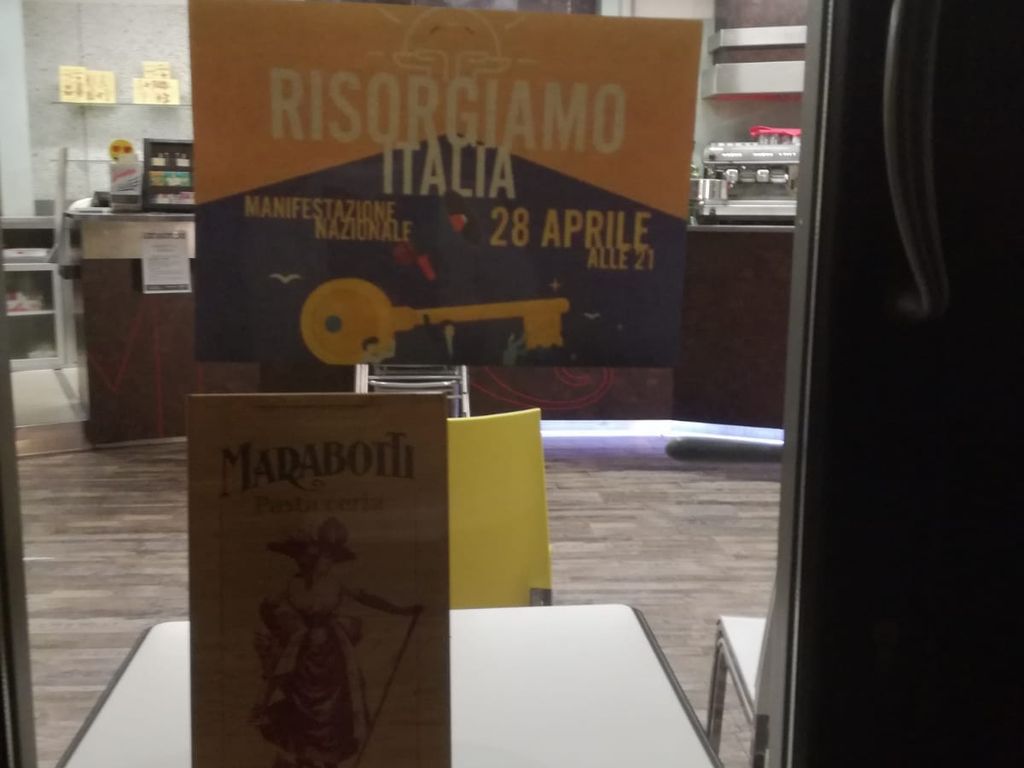 RISORGIAMO
ITALIA
MANIFESTAZIONE
NAZIONALE
28 APRILE
ALLE 21
MARABOTTI
Pasticceria